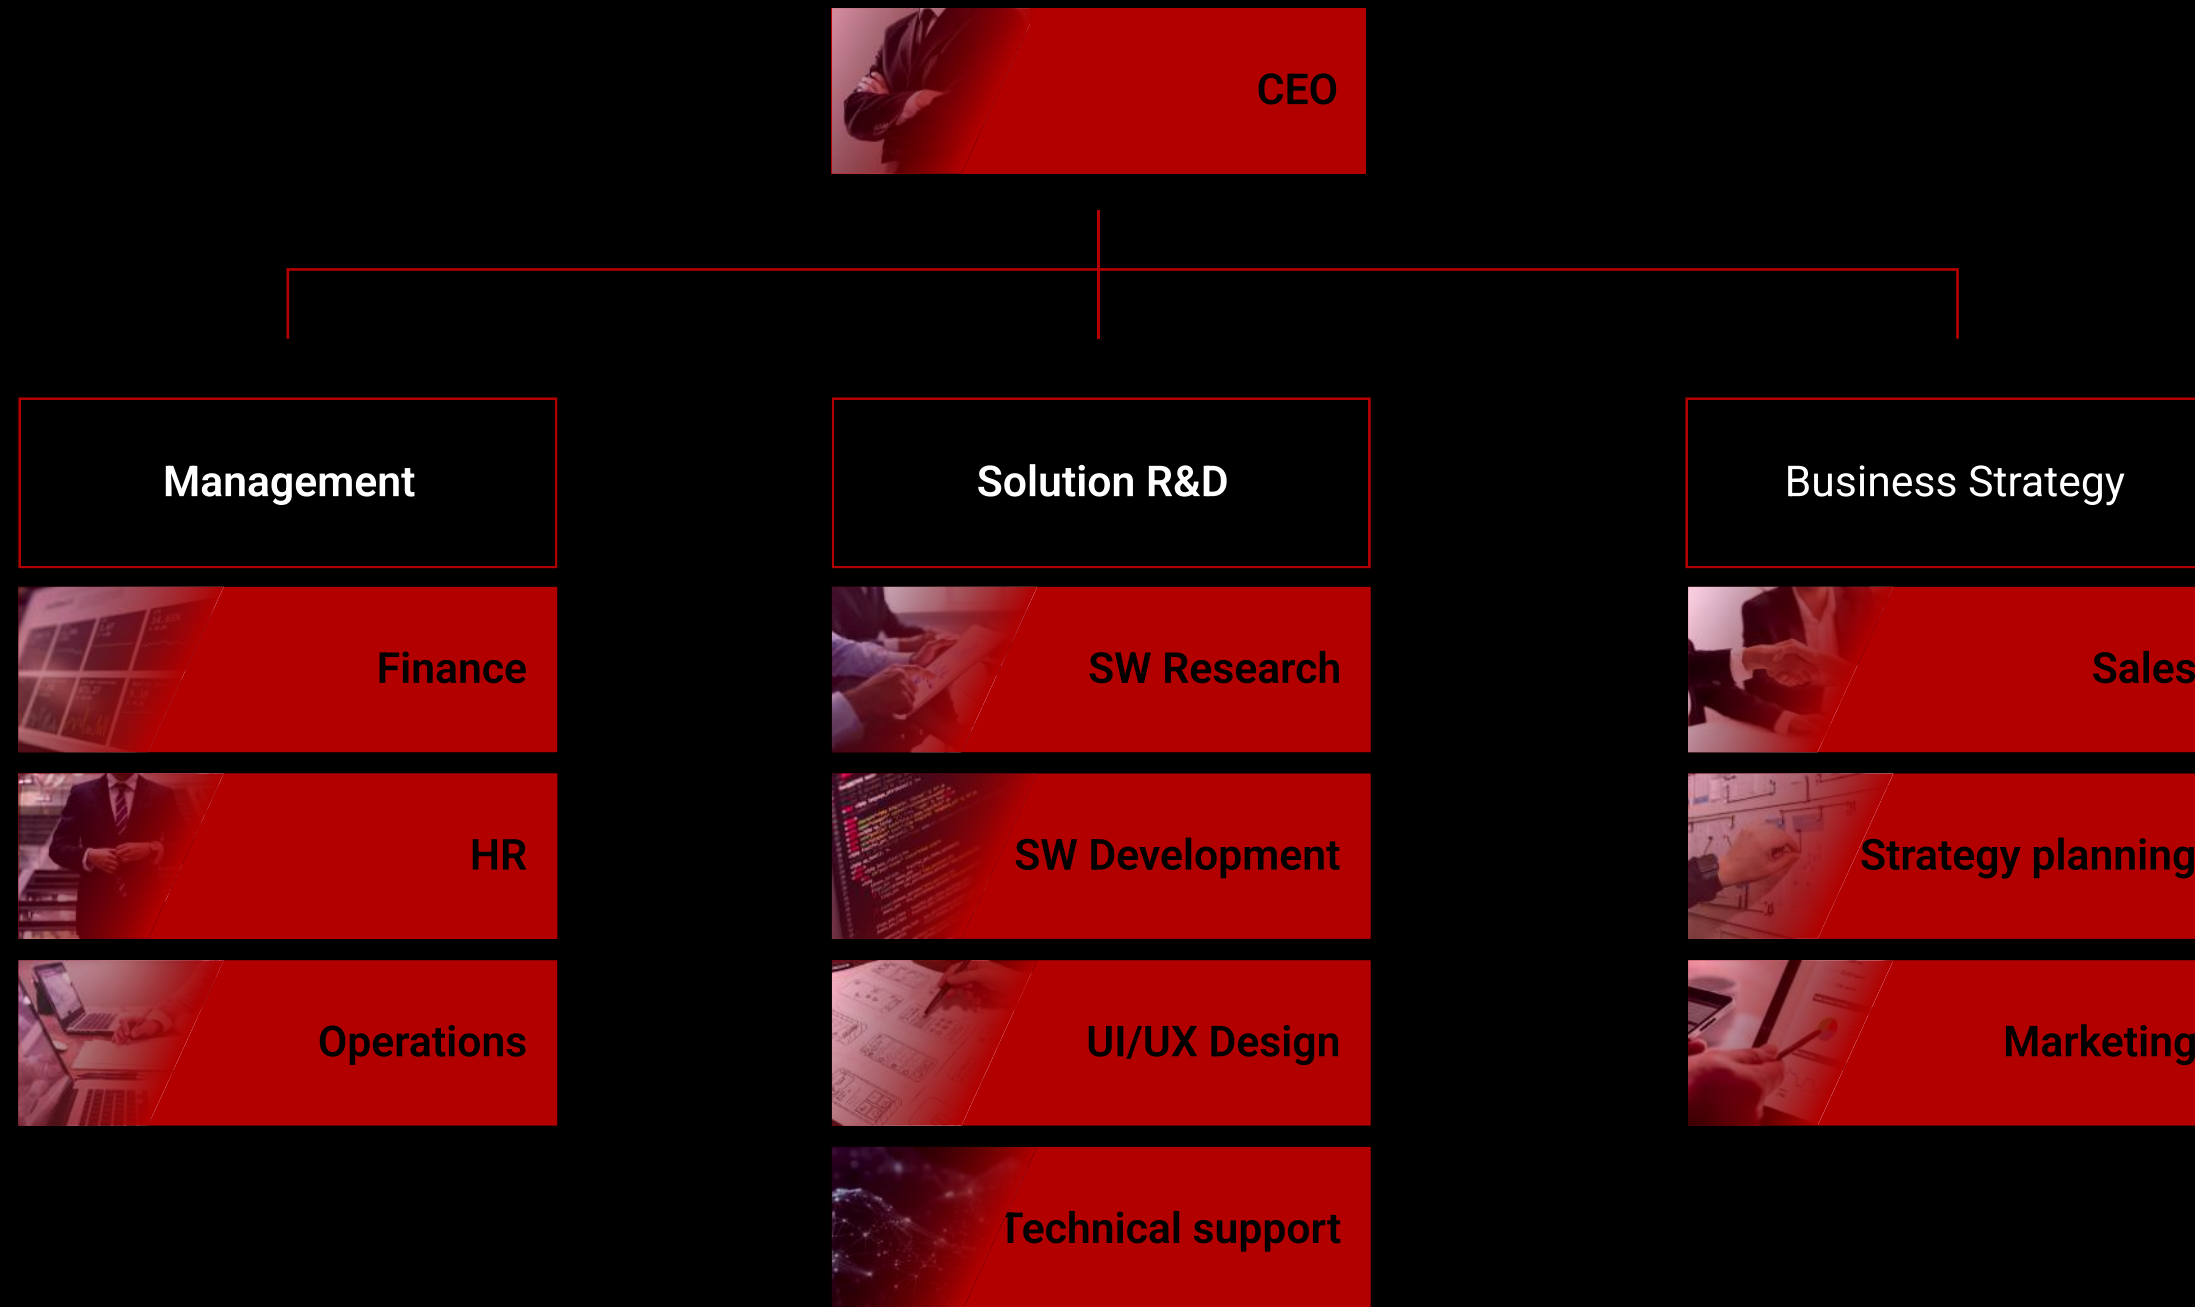 CEO
Management
Solution R&D
Business Strategy
Finance
SW Research
Sales
HR
SW Development
Strategy planning
Operations
UI/UX Design
Marketing
Technical support